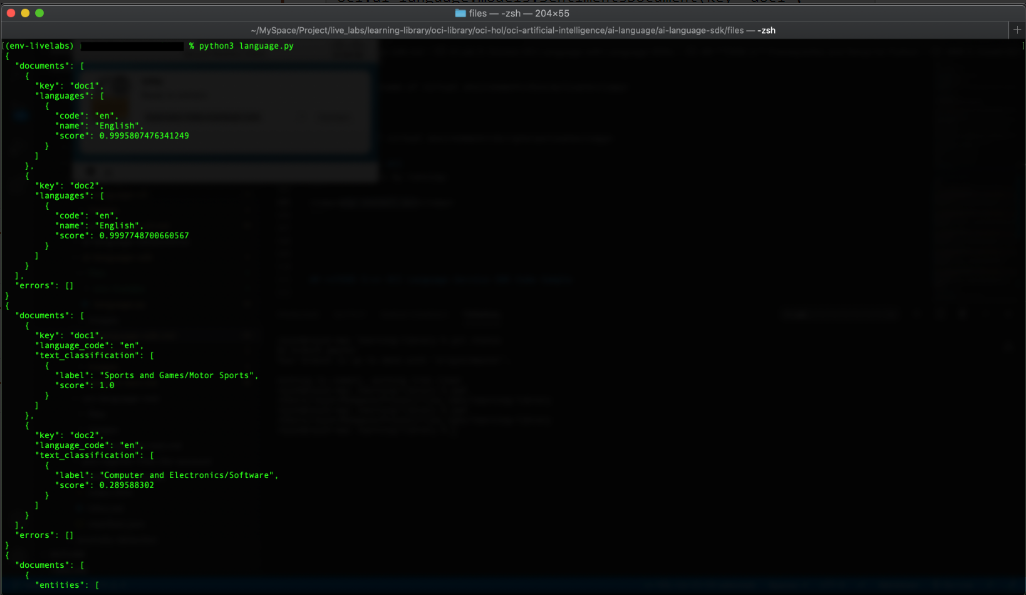 files — -zsh — 204×55
~/MySpace/Project/live_labs/learning-library/oci-library/oci-hol/oci-artificial-intelligence/ai-language/ai-language-sdk/files — -zsh
[(env-livelabs) % python3 language.py
{
  "documents": [
    {
      "key": "doc1",
      "languages": [
        {
          "code": "en",
          "name": "English",
          "score": 0.9995807476341249
        }
      ]
    },
    {
      "key": "doc2",
      "languages": [
        {
          "code": "en",
          "name": "English",
          "score": 0.9997748700660567
        }
      ]
    }
  ],
  "errors": []
}
{
  "documents": [
    {
      "key": "doc1",
      "language_code": "en",
      "text_classification": [
        {
          "label": "Sports and Games/Motor Sports",
          "score": 1.0
        }
      ]
    },
    {
      "key": "doc2",
      "language_code": "en",
      "text_classification": [
        {
          "label": "Computer and Electronics/Software",
          "score": 0.289588302
        }
      ]
    }
  ],
  "errors": []
}
{
  "documents": [
    {
      "entities": [